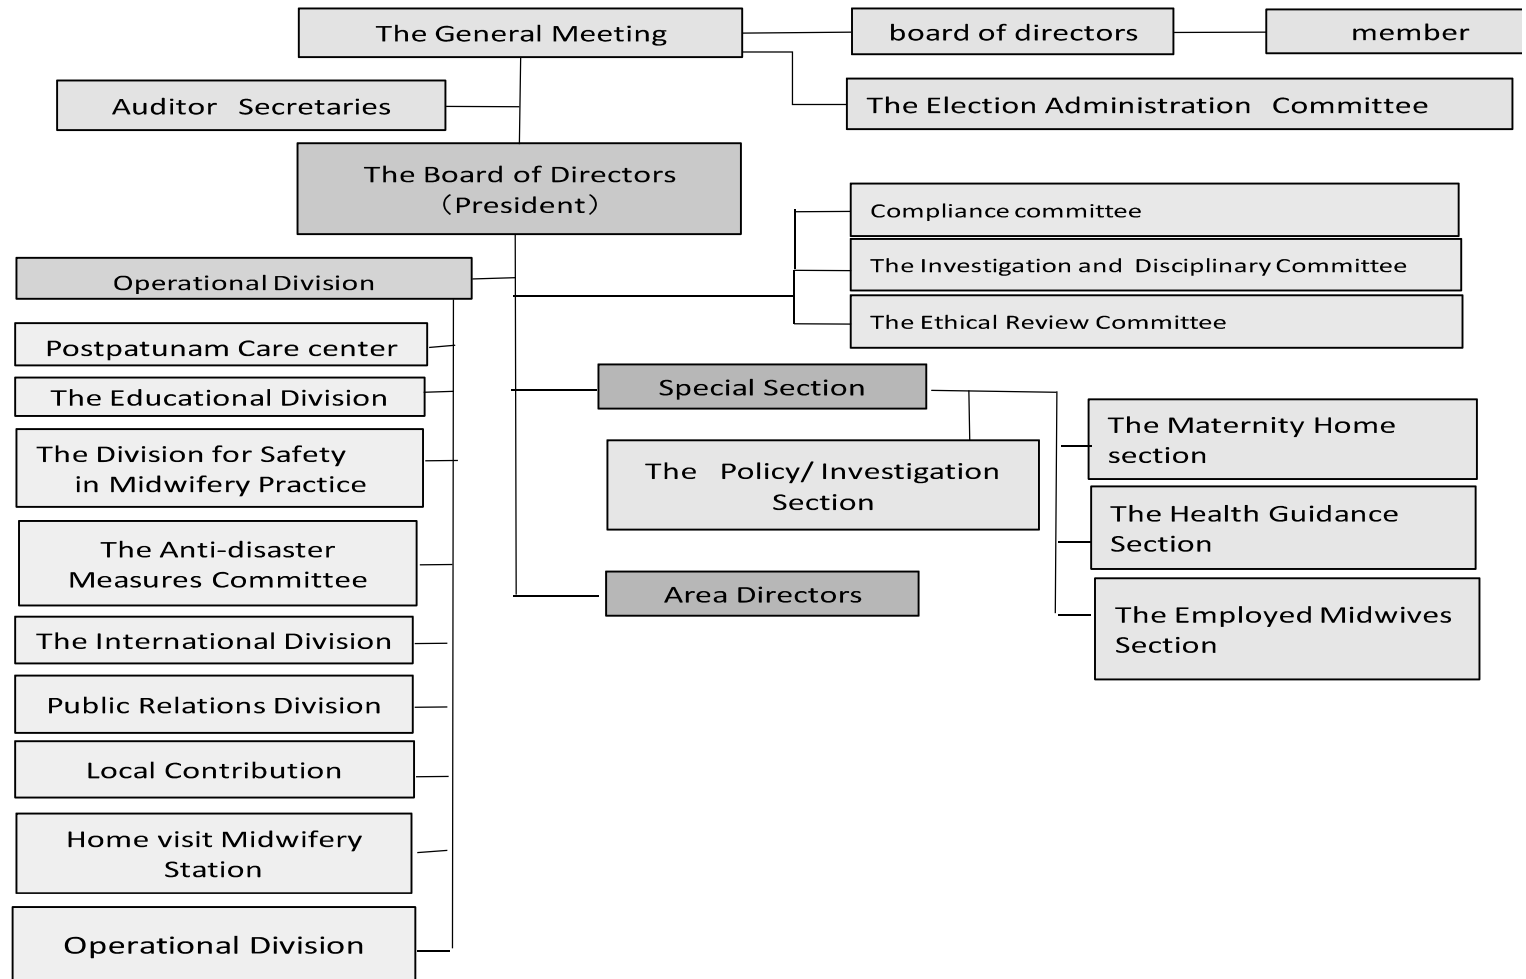 The General Meeting
board of directors
member
Auditor Secretaries
The Election Administration Committee
The Board of Directors
（President）
Compliance committee
The Investigation and Disciplinary Committee
The Ethical Review Committee
Operational Division
Postpatunam Care center
The Educational Division
The Division for Safety
in Midwifery Practice
The Anti-disaster
Measures Committee
The International Division
Public Relations Division
Local Contribution
Home visit Midwifery
Station
Operational Division
Special Section
The Policy/ Investigation
Section
The Maternity Home
section
The Health Guidance
Section
The Employed Midwives
Section
Area Directors